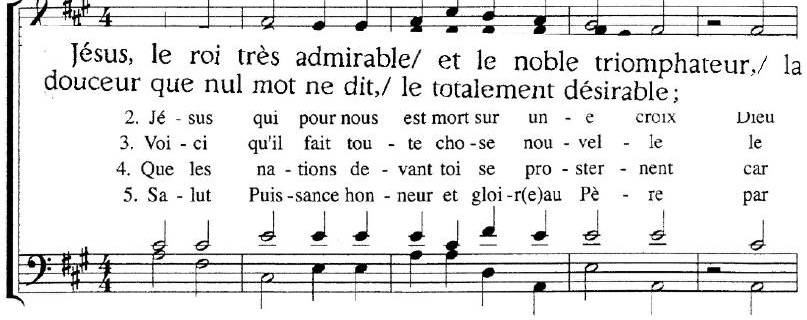 Jésus, le roi très admirable/ et le noble triomphateur,/ la
douceur que nul mot ne dit,/ le totalement désirable;
2. Jé - sus qui pour nous est mort sur un - e croix Dieu
3. Voi - ci qu'il fait tou - te cho - se nou - vel - le le
4. Que les na - tions de - vant toi se pro - ster - nent car
5. Sa - lut Puis - sance hon - neur et gloi - r(e)au Pè - re par